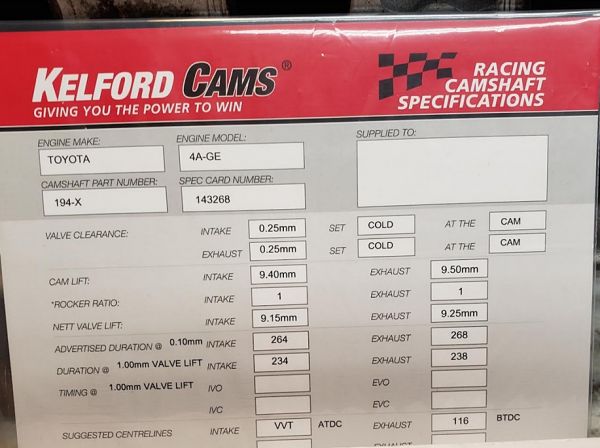 KELFORD CAMS®
GIVING YOU THE POWER TO WIN
RACING
CAMSHAFT
SPECIFICATIONS
ENGINE MAKE: ENGINE MODEL: SUPPLIED TO:
TOYOTA 4A-GE
CAMSHAFT PART NUMBER: SPEC CARD NUMBER:
194-X 143268
VALVE CLEARANCE: INTAKE 0.25mm SET COLD AT THE CAM
EXHAUST 0.25mm SET COLD AT THE CAM
CAM LIFT: INTAKE 9.40mm EXHAUST 9.50mm
*ROCKER RATIO: INTAKE 1 EXHAUST 1
NETT VALVE LIFT: INTAKE 9.15mm EXHAUST 9.25mm
ADVERTISED DURATION @ 0.10mm INTAKE 264 EXHAUST 268
DURATION @ 1.00mm VALVE LIFT INTAKE 234 EXHAUST 238
TIMING @ 1.00mm VALVE LIFT IVO EVO
IVC EVC
SUGGESTED CENTRELINES INTAKE VVT ATDC EXHAUST 116 BTDC